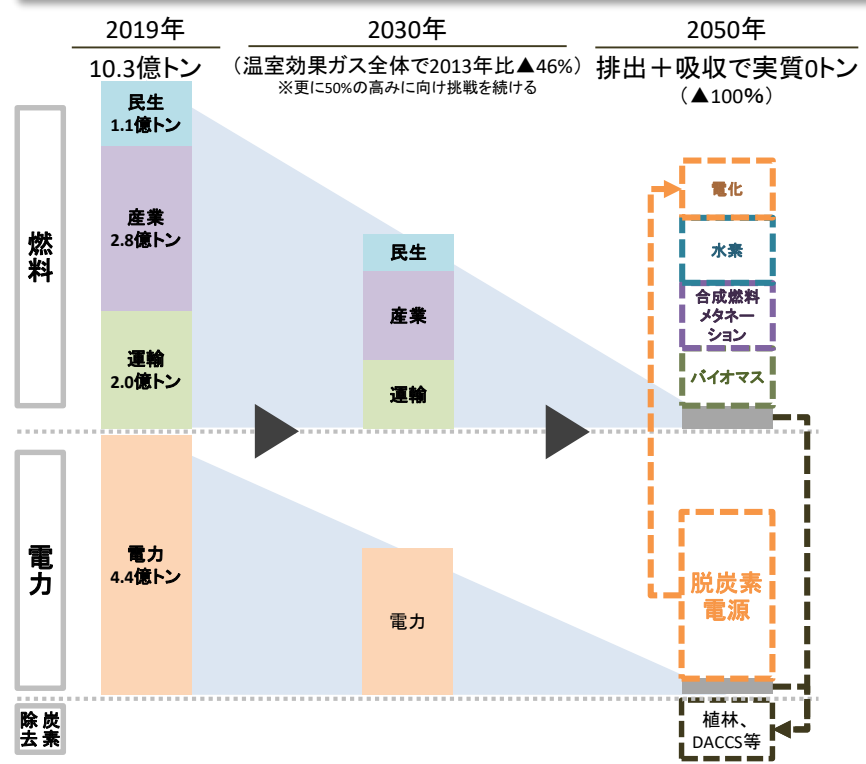 2019年
2030年
2050年
10.3億トン
（温室効果ガス全体で2013年比▲46%）
※更に50%の高みに向け挑戦を続ける
排出＋吸収で実質0トン
（▲100%）
燃料
民生
1.1億トン
産業
2.8億トン
運輸
2.0億トン
民生
産業
運輸
電化
水素
合成燃料
メタネー
ション
バイオマス
電力
電力
4.4億トン
電力
脱炭素
電源
炭素
除去
植林、
DACCS等